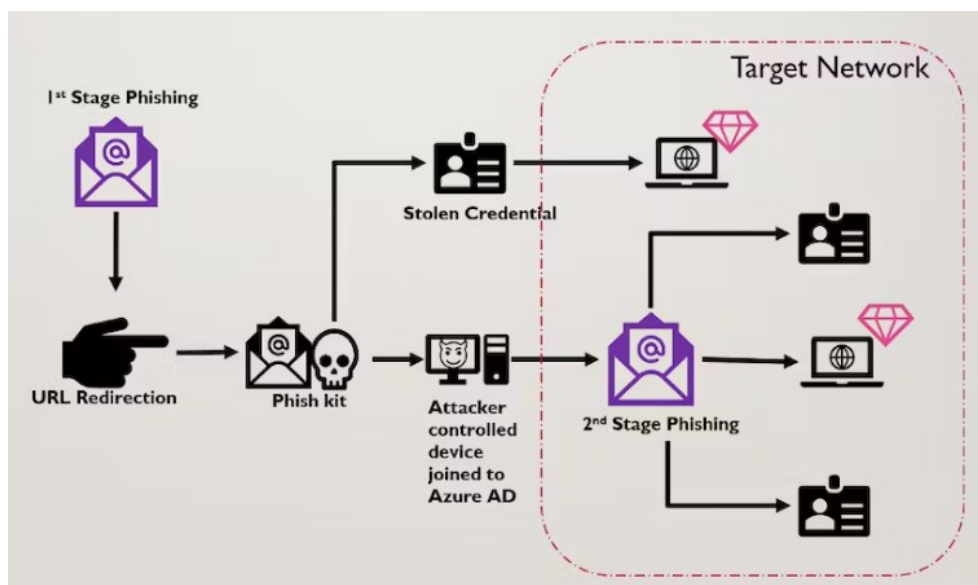 Target Network
1st Stage Phishing
Stolen Credential
URL Redirection
Phish kit
Attacker
controlled
device
joined to
Azure AD
2nd Stage Phishing